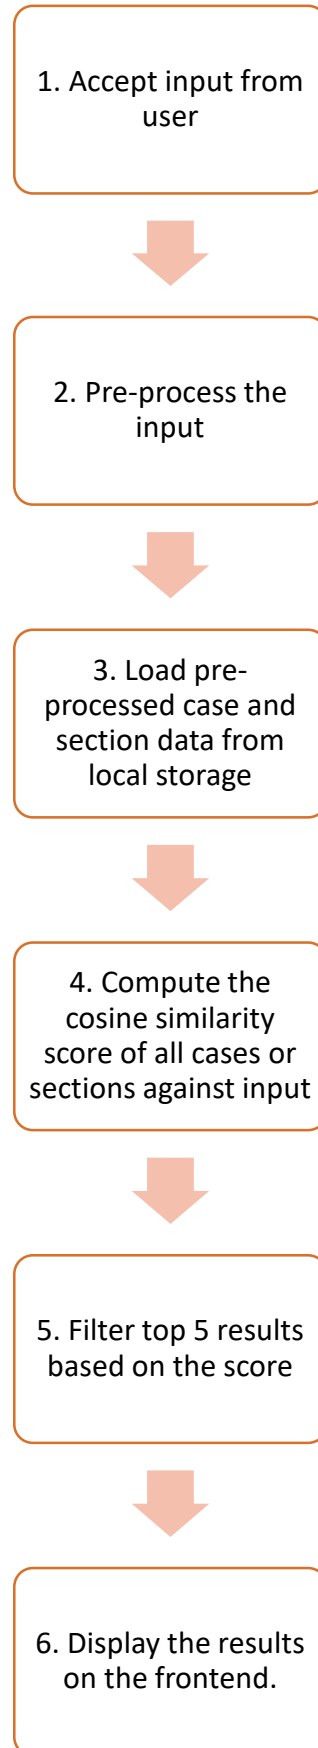 1. Accept input from
user
2. Pre-process the
input
3. Load pre-
processed case and
section data from
local storage
4. Compute the
cosine similarity
score of all cases or
sections against input
5. Filter top 5 results
based on the score
6. Display the results
on the frontend.